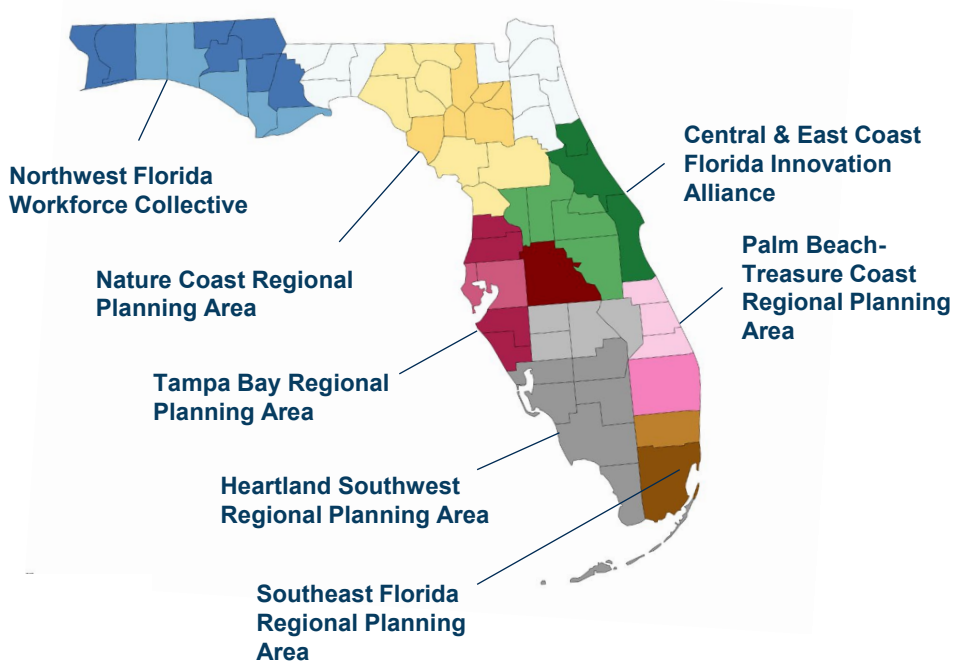 Northwest Florida
Workforce Collective
Central & East Coast
Florida Innovation
Alliance
Nature Coast Regional
Planning Area
Palm Beach-
Treasure Coast
Regional Planning
Area
Tampa Bay Regional
Planning Area
Heartland Southwest
Regional Planning Area
Southeast Florida
Regional Planning
Area